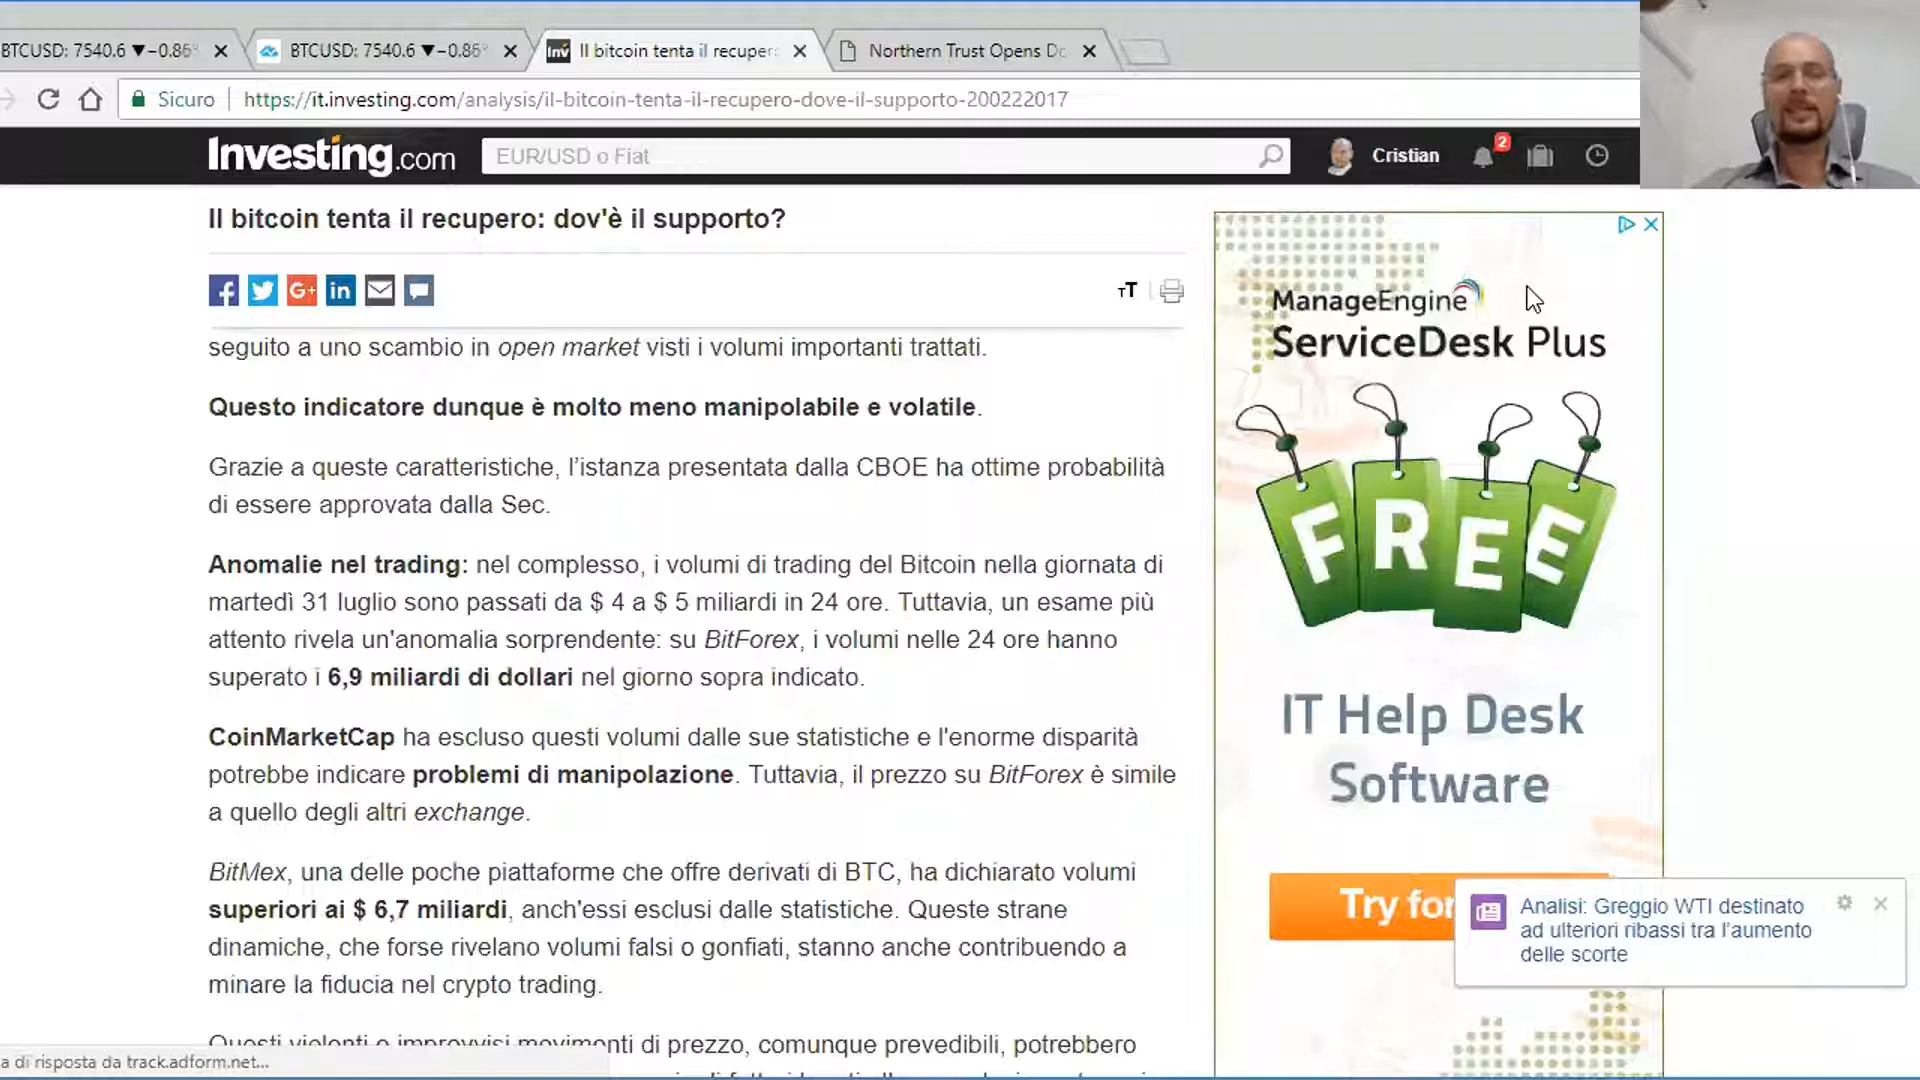 BTCUSD: 7540.6 ▼−0.86
BTCUSD: 7540.6 ▼−0.86
Il bitcoin tenta il recupero
Northern Trust Opens Do
Sicuro
https://it.investing.com/analysis/il-bitcoin-tenta-il-recupero-dove-il-supporto-200222017
Investing.com
EUR/USD o Fiat
Cristian
2
Il bitcoin tenta il recupero: dov'è il supporto?
seguito a uno scambio in open market visti i volumi importanti trattati.
Questo indicatore dunque è molto meno manipolabile e volatile.
Grazie a queste caratteristiche, l’istanza presentata dalla CBOE ha ottime probabilità
di essere approvata dalla Sec.
Anomalie nel trading: nel complesso, i volumi di trading del Bitcoin nella giornata di
martedì 31 luglio sono passati da $ 4 a $ 5 miliardi in 24 ore. Tuttavia, un esame più
attento rivela un'anomalia sorprendente: su BitForex, i volumi nelle 24 ore hanno
superato i 6,9 miliardi di dollari nel giorno sopra indicato.
CoinMarketCap ha escluso questi volumi dalle sue statistiche e l'enorme disparità
potrebbe indicare problemi di manipolazione. Tuttavia, il prezzo su BitForex è simile
a quello degli altri exchange.
BitMex, una delle poche piattaforme che offre derivati di BTC, ha dichiarato volumi
superiori ai $ 6,7 miliardi, anch'essi esclusi dalle statistiche. Queste strane
dinamiche, che forse rivelano volumi falsi o gonfiati, stanno anche contribuendo a
minare la fiducia nel crypto trading.
Questi violenti e improvvisi movimenti di prezzo, comunque prevedibili, potrebbero
a di risposta da track.adform.net...
ManageEngine
ServiceDesk Plus
FREE
IT Help Desk
Software
Try for
Analisi: Greggio WTI destinato
ad ulteriori ribassi tra l’aumento
delle scorte